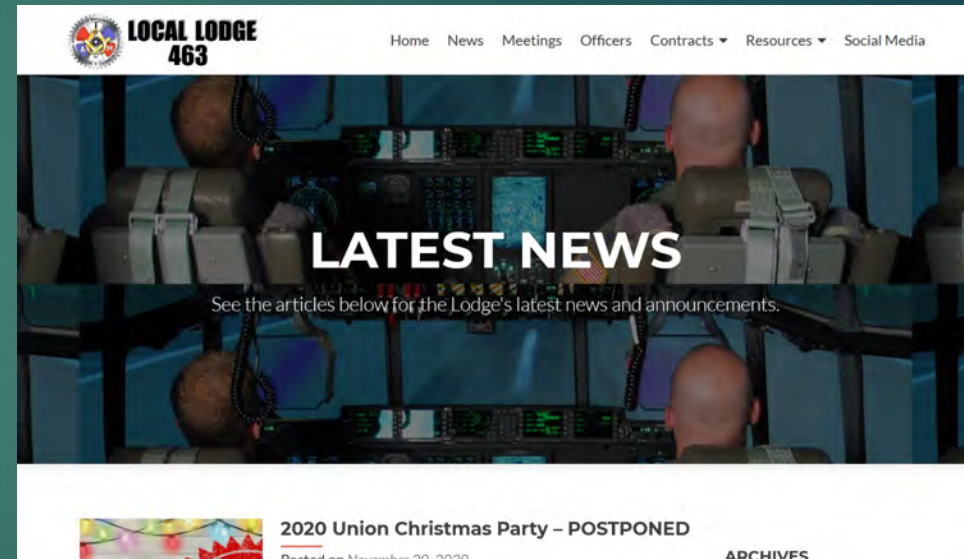 LOCAL LODGE
463
Home News Meetings Officers Contracts Resources Social Media
LATEST NEWS
See the articles below for the Lodge's latest news and announcements.
2020 Union Christmas Party – POSTPONED
Posted on November 20, 2020
ARCHIVES